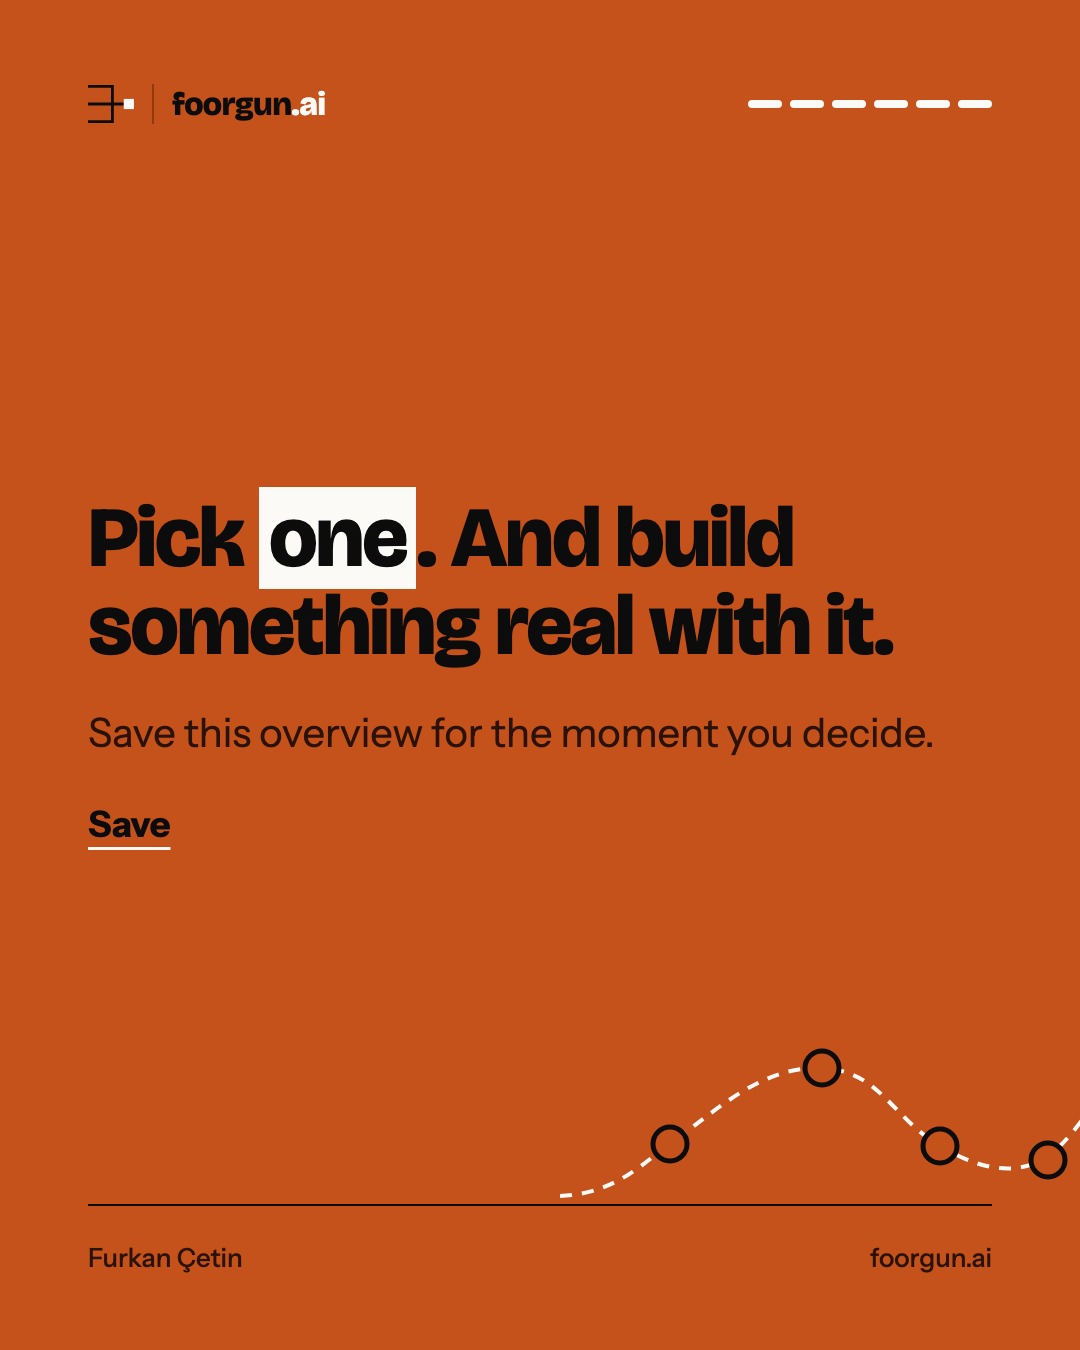 foorgun.ai
Pick one. And build
something real with it.
Save this overview for the moment you decide.
Save
Furkan Çetin
foorgun.ai